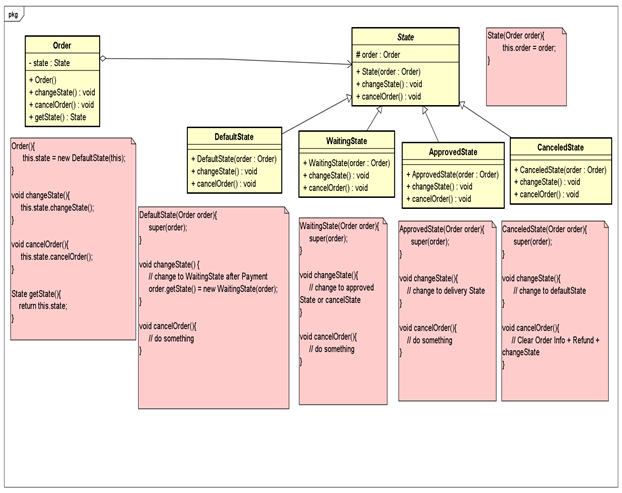 pkg
Order
- state : State
+ Order()
+ changeState() : void
+ cancelOrder() : void
+ getState() : State
State
# order : Order
+ State(order : Order)
+ changeState() : void
+ cancelOrder() : void
State(Order order){
this.order = order;
}
DefaultState
+ DefaultState(order : Order)
+ changeState() : void
+ cancelOrder() : void
WaitingState
+ WaitingState(order : Order)
+ changeState() : void
+ cancelOrder() : void
ApprovedState
+ ApprovedState(order : Order)
+ changeState() : void
+ cancelOrder() : void
CanceledState
+ CanceledState(order : Order)
+ changeState() : void
+ cancelOrder() : void
Order(){
this.state = new DefaultState(this);
}
void changeState(){
this.state.changeState();
}
void cancelOrder(){
this.state.cancelOrder();
}
State getState(){
return this.state;
}
DefaultState(Order order){
super(order);
}
void changeState() {
// change to WaitingState after Payment
order.getState() = new WaitingState(order);
}
void cancelOrder(){
// do something
}
WaitingState(Order order){
super(order);
}
void changeState(){
// change to approved
State or cancelState
}
void cancelOrder(){
// do something
}
ApprovedState(Order order){
super(order);
}
void changeState(){
// change to delivery State
}
void cancelOrder(){
// do something
}
CanceledState(Order order){
super(order);
}
void changeState(){
// change to defaultState
}
void cancelOrder(){
// Clear Order Info + Refund +
changeState
}